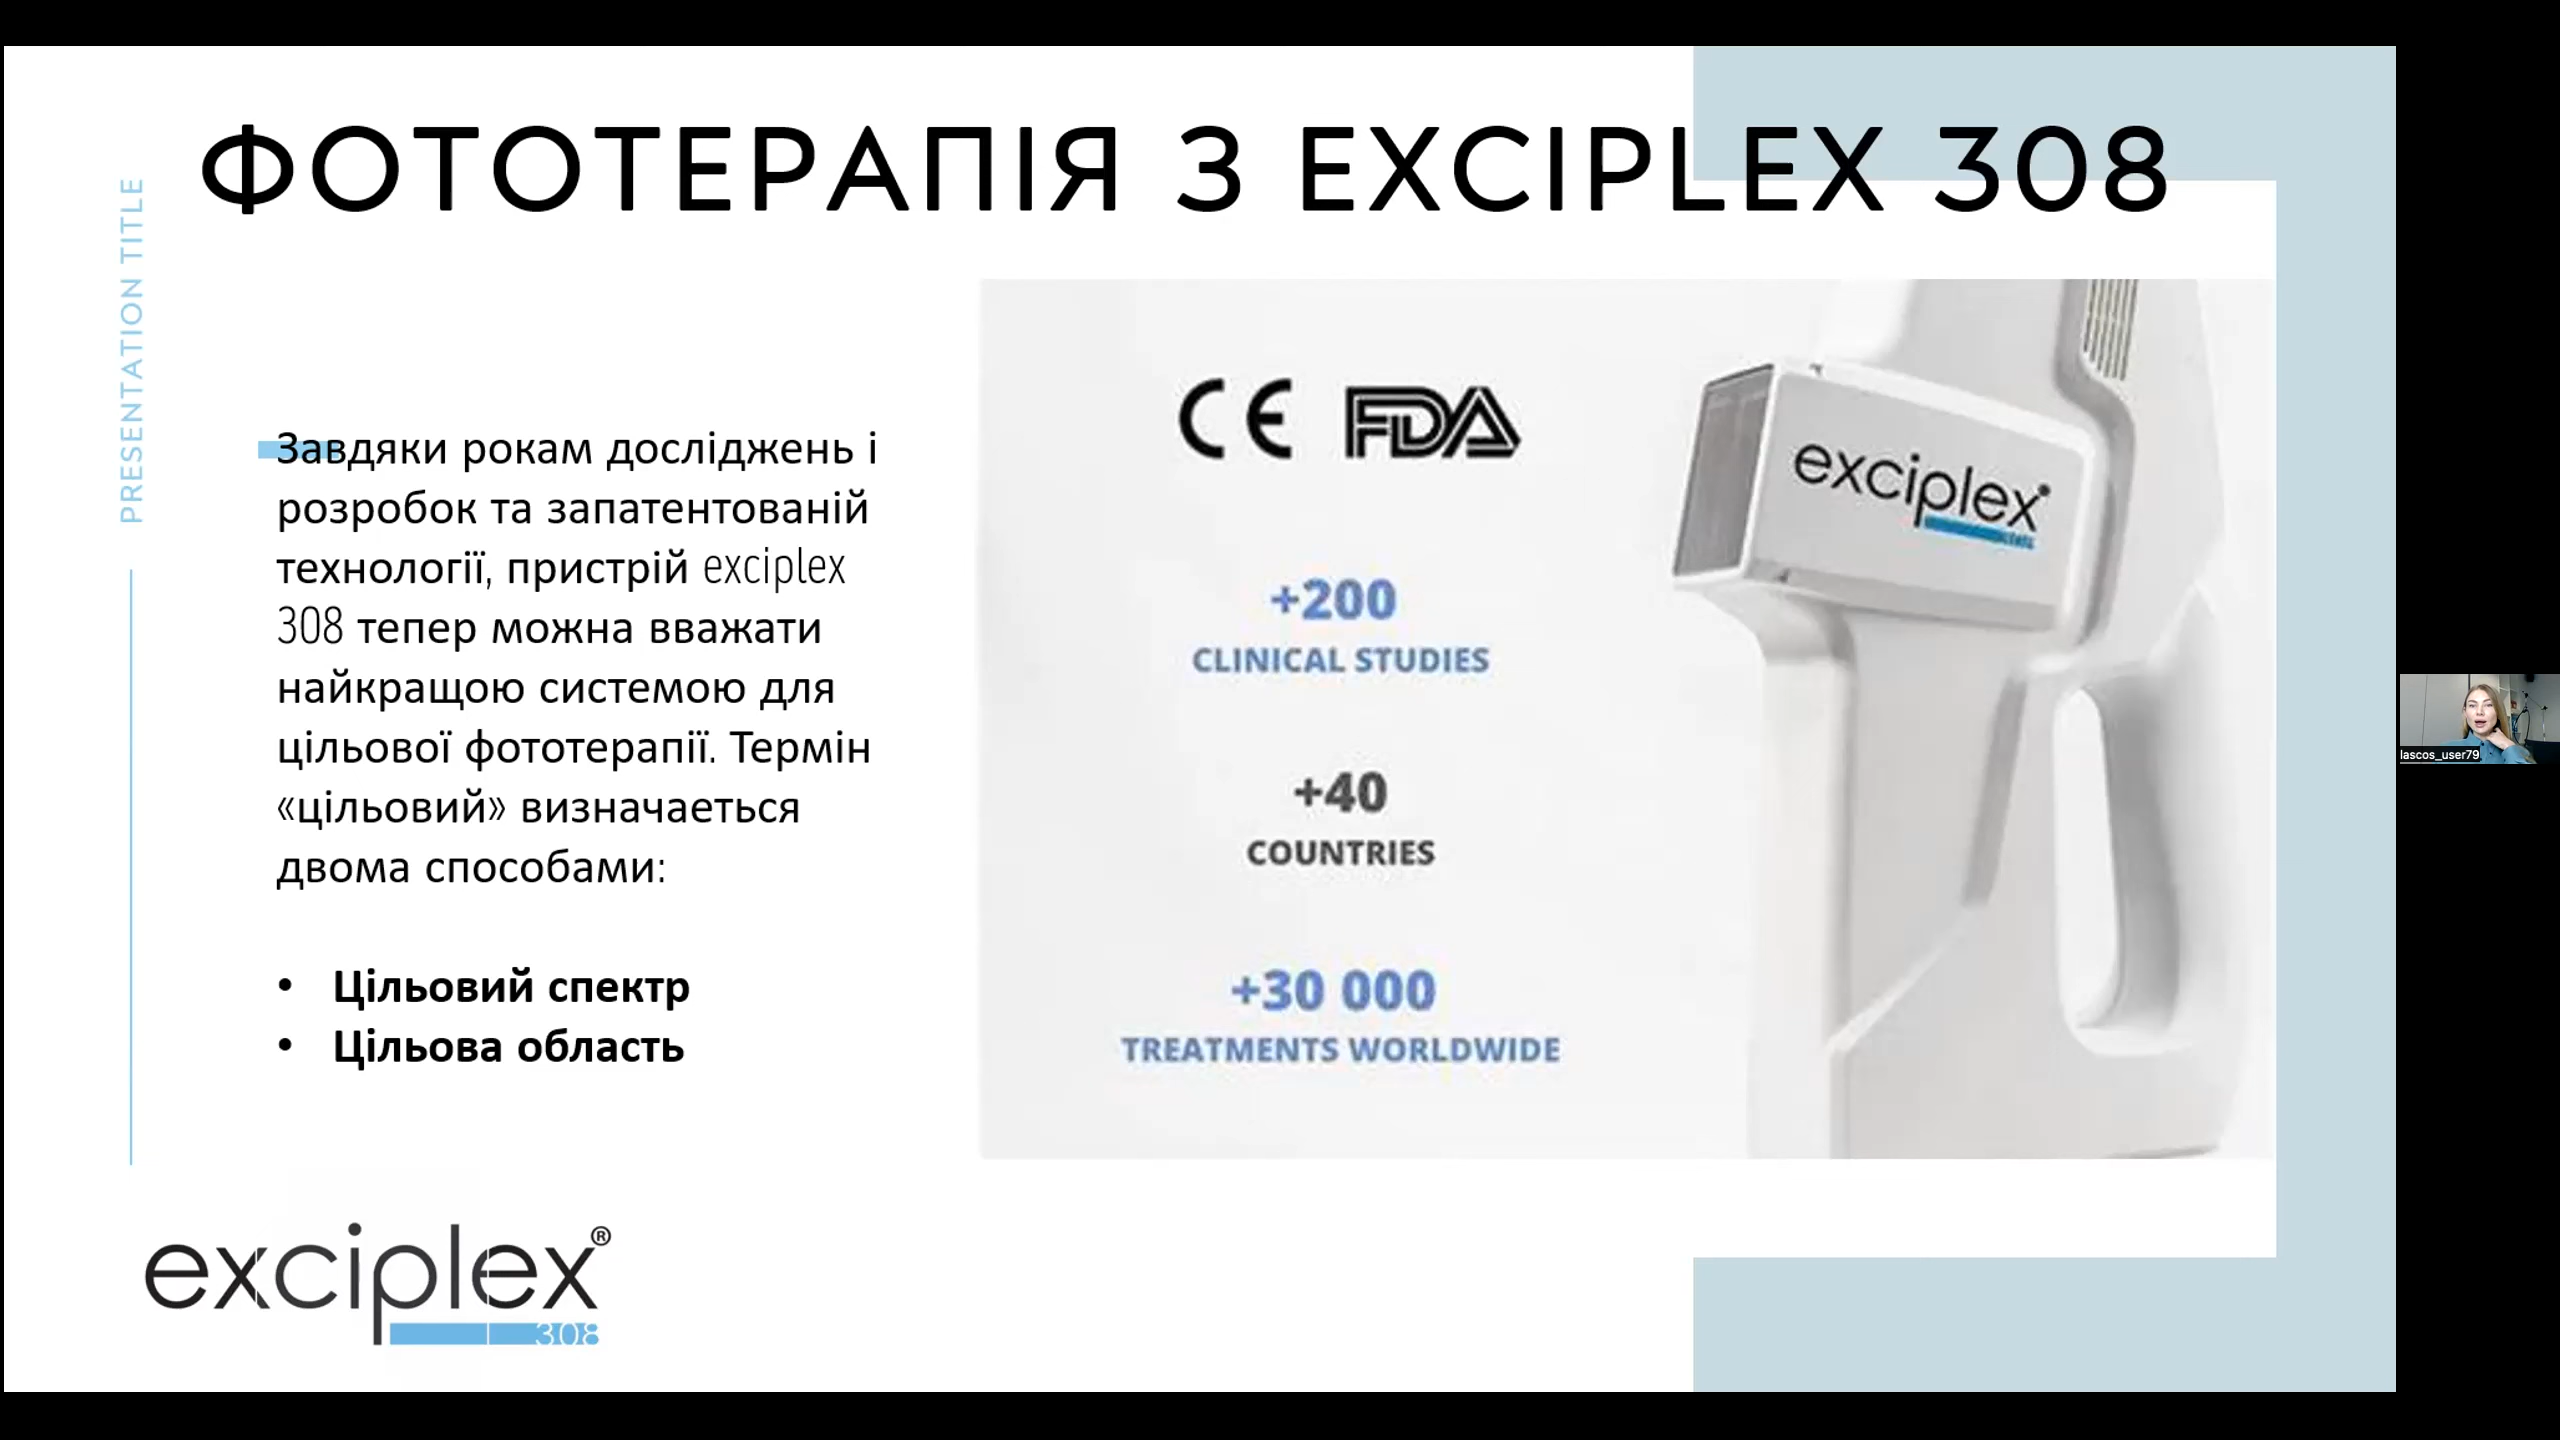 ФОТОТЕРАПІЯ З EXCIPLEX 308
PRESENTATION TITLE
Завдяки рокам досліджень і
розробок та запатентованій
технології, пристрій exciplex
308 тепер можна вважати
найкращою системою для
цільової фототерапії. Термін
«цільовий» визначаеться
двома способами:
• Цільовий спектр
• Цільова область
CE FDA
+200
CLINICAL STUDIES
+40
COUNTRIES
+30 000
TREATMENTS WORLDWIDE
exciplex®
exciplex®
308
lascos_user79